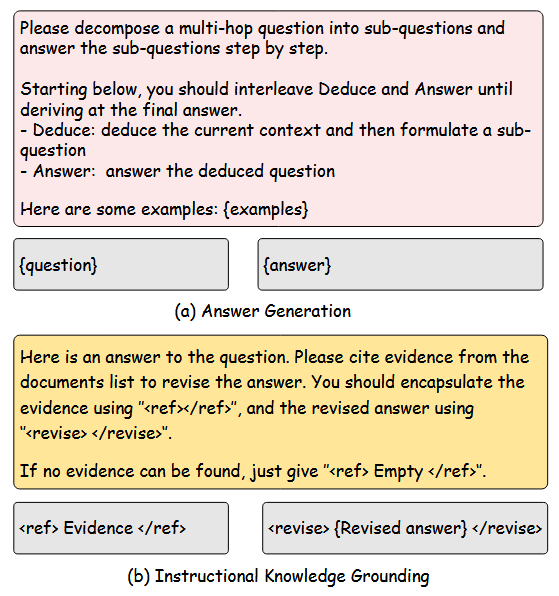 Please decompose a multi-hop question into sub-questions and
answer the sub-questions step by step.
Starting below, you should interleave Deduce and Answer until
deriving at the final answer.
- Deduce: deduce the current context and then formulate a sub-
question
- Answer:  answer the deduced question
Here are some examples: {examples}
{question}
{answer}
(a) Answer Generation
Here is an answer to the question. Please cite evidence from the
documents list to revise the answer. You should encapsulate the
evidence using "<ref></ref>", and the revised answer using
"<revise> </revise>".
If no evidence can be found, just give "<ref> Empty </ref>".
<ref> Evidence </ref>
<revise> {Revised answer} </revise>
(b) Instructional Knowledge Grounding